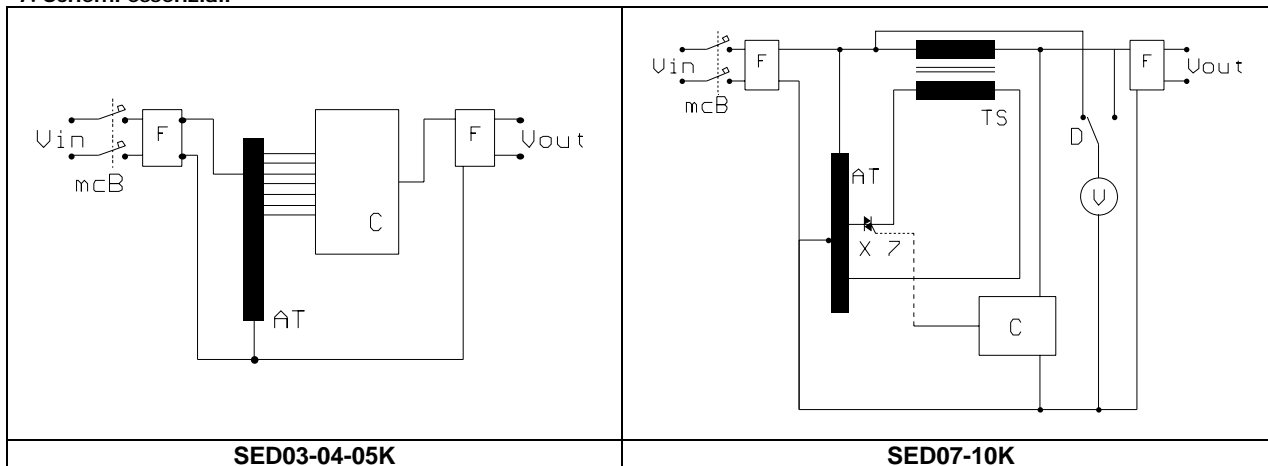 Vin
mcB
F
AT
C
F
Vout
Vin
mcB
F
AT
X 7
TS
C
D
V
F
Vout
SED03-04-05K
SED07-10K